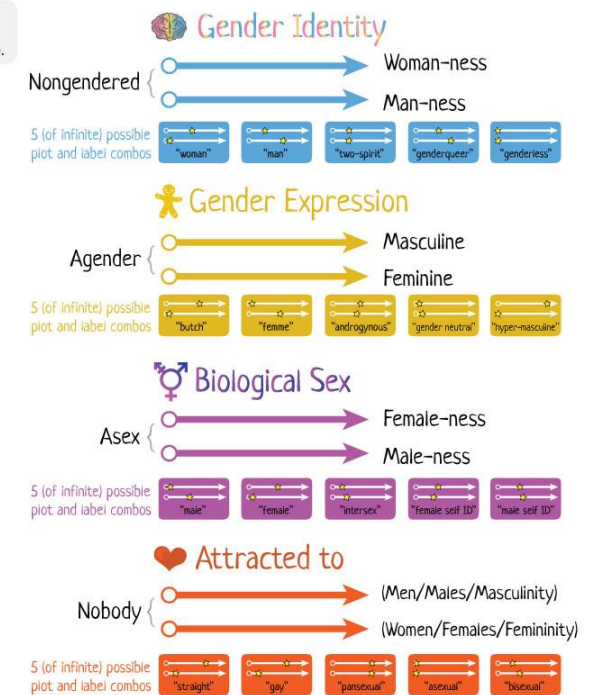 Gender Identity
Woman-ness
Nongendered
Man-ness
5 (of infinite) possible
plot and label combos
"woman" "man" "two-spirit" "genderqueer" "genderless"
Gender Expression
Masculine
Agender
Feminine
5 (of infinite) possible
plot and label combos
"butch" "femme" "androgynous" "gender neutral" "hyper-masculine"
Biological Sex
Female-ness
Asex
Male-ness
5 (of infinite) possible
plot and label combos
"male" "female" "intersex" "female self ID" "male self ID"
Attracted to
(Men/Males/Masculinity)
Nobody
(Women/Females/Femininity)
5 (of infinite) possible
plot and label combos
"straight" "gay" "pansexual" "asexual" "bisexual"